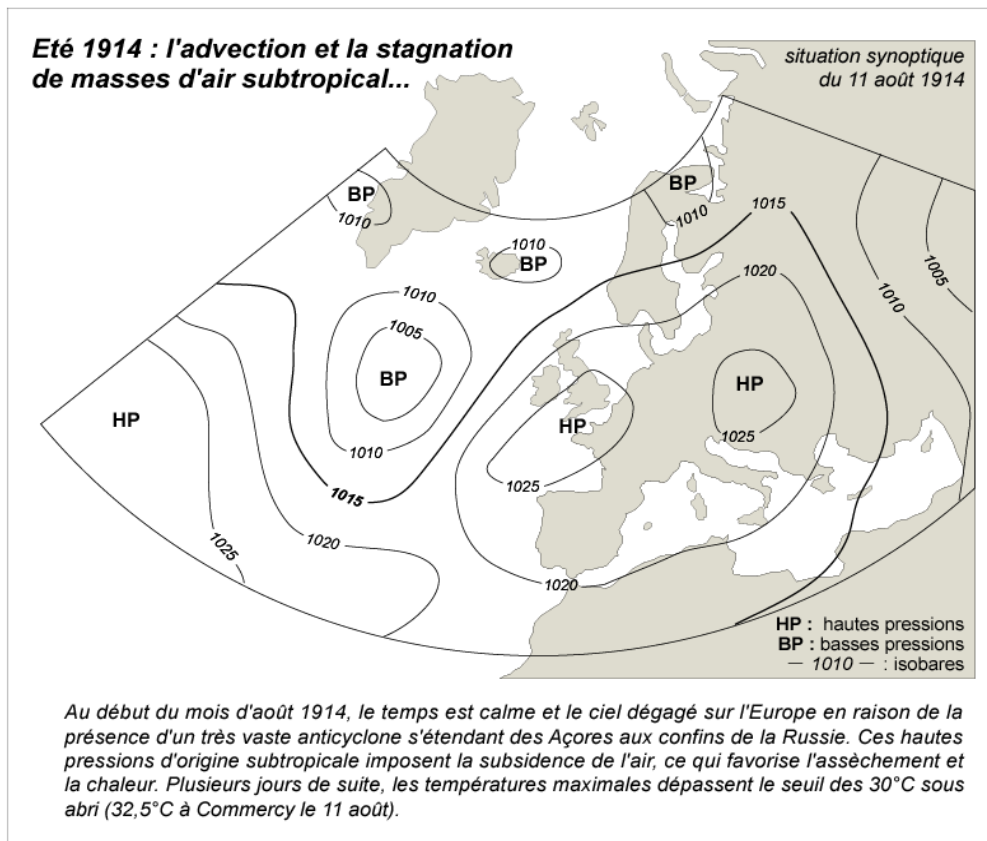 Eté 1914 : l'advection et la stagnation
de masses d'air subtropical...
situation synoptique
du 11 août 1914
BP
1010
BP
1010
1015
1010
BP
1020
1005
1010
1010
1005
BP
HP
HP
HP
1025
1010
1025
1015
1020
1025
1020
HP : hautes pressions
BP : basses pressions
— 1010 — : isobares
Au début du mois d'août 1914, le temps est calme et le ciel dégagé sur l'Europe en raison de la
présence d'un très vaste anticyclone s'étendant des Açores aux confins de la Russie. Ces hautes
pressions d'origine subtropicale imposent la subsidence de l'air, ce qui favorise l'assèchement et
la chaleur. Plusieurs jours de suite, les températures maximales dépassent le seuil des 30°C sous
abri (32,5°C à Commercy le 11 août).